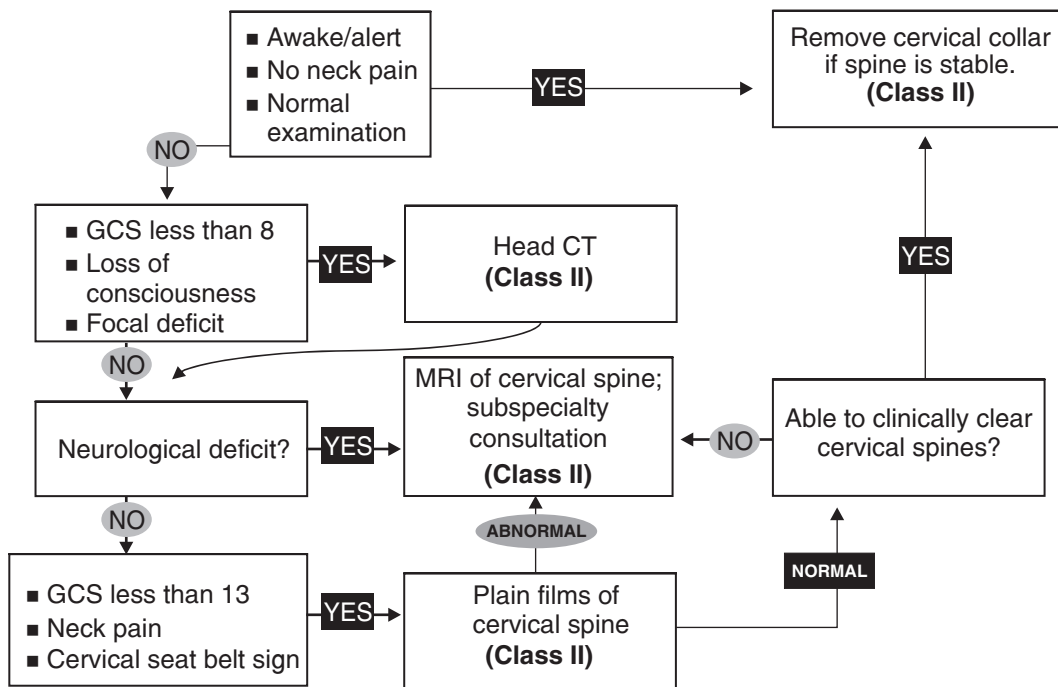 ■ Awake/alert
■ No neck pain
■ Normal
examination
YES
Remove cervical collar
if spine is stable.
(Class II)
NO
■ GCS less than 8
■ Loss of
consciousness
■ Focal deficit
YES
Head CT
(Class II)
YES
NO
Neurological deficit?
YES
MRI of cervical spine;
subspecialty
consultation
(Class II)
NO
Able to clinically clear
cervical spines?
NO
ABNORMAL
NORMAL
■ GCS less than 13
■ Neck pain
■ Cervical seat belt sign
YES
Plain films of
cervical spine
(Class II)